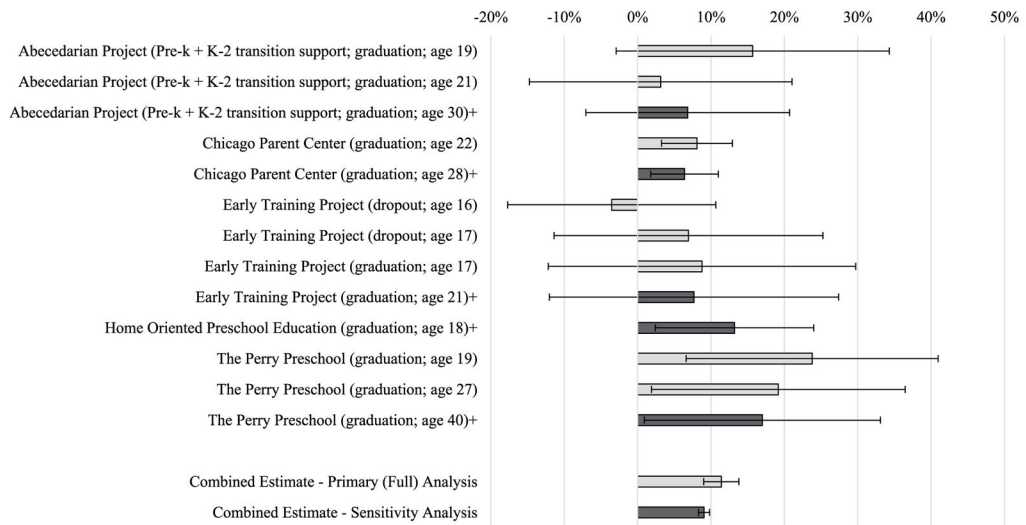 -20% -10% 0% 10% 20% 30% 40% 50%
Abecedarian Project (Pre-k + K-2 transition support; graduation; age 19)
Abecedarian Project (Pre-k + K-2 transition support; graduation; age 21)
Abecedarian Project (Pre-k + K-2 transition support; graduation; age 30)+
Chicago Parent Center (graduation; age 22)
Chicago Parent Center (graduation; age 28)+
Early Training Project (dropout; age 16)
Early Training Project (dropout; age 17)
Early Training Project (graduation; age 17)
Early Training Project (graduation; age 21)+
Home Oriented Preschool Education (graduation; age 18)+
The Perry Preschool (graduation; age 19)
The Perry Preschool (graduation; age 27)
The Perry Preschool (graduation; age 40)+
Combined Estimate - Primary (Full) Analysis
Combined Estimate - Sensitivity Analysis